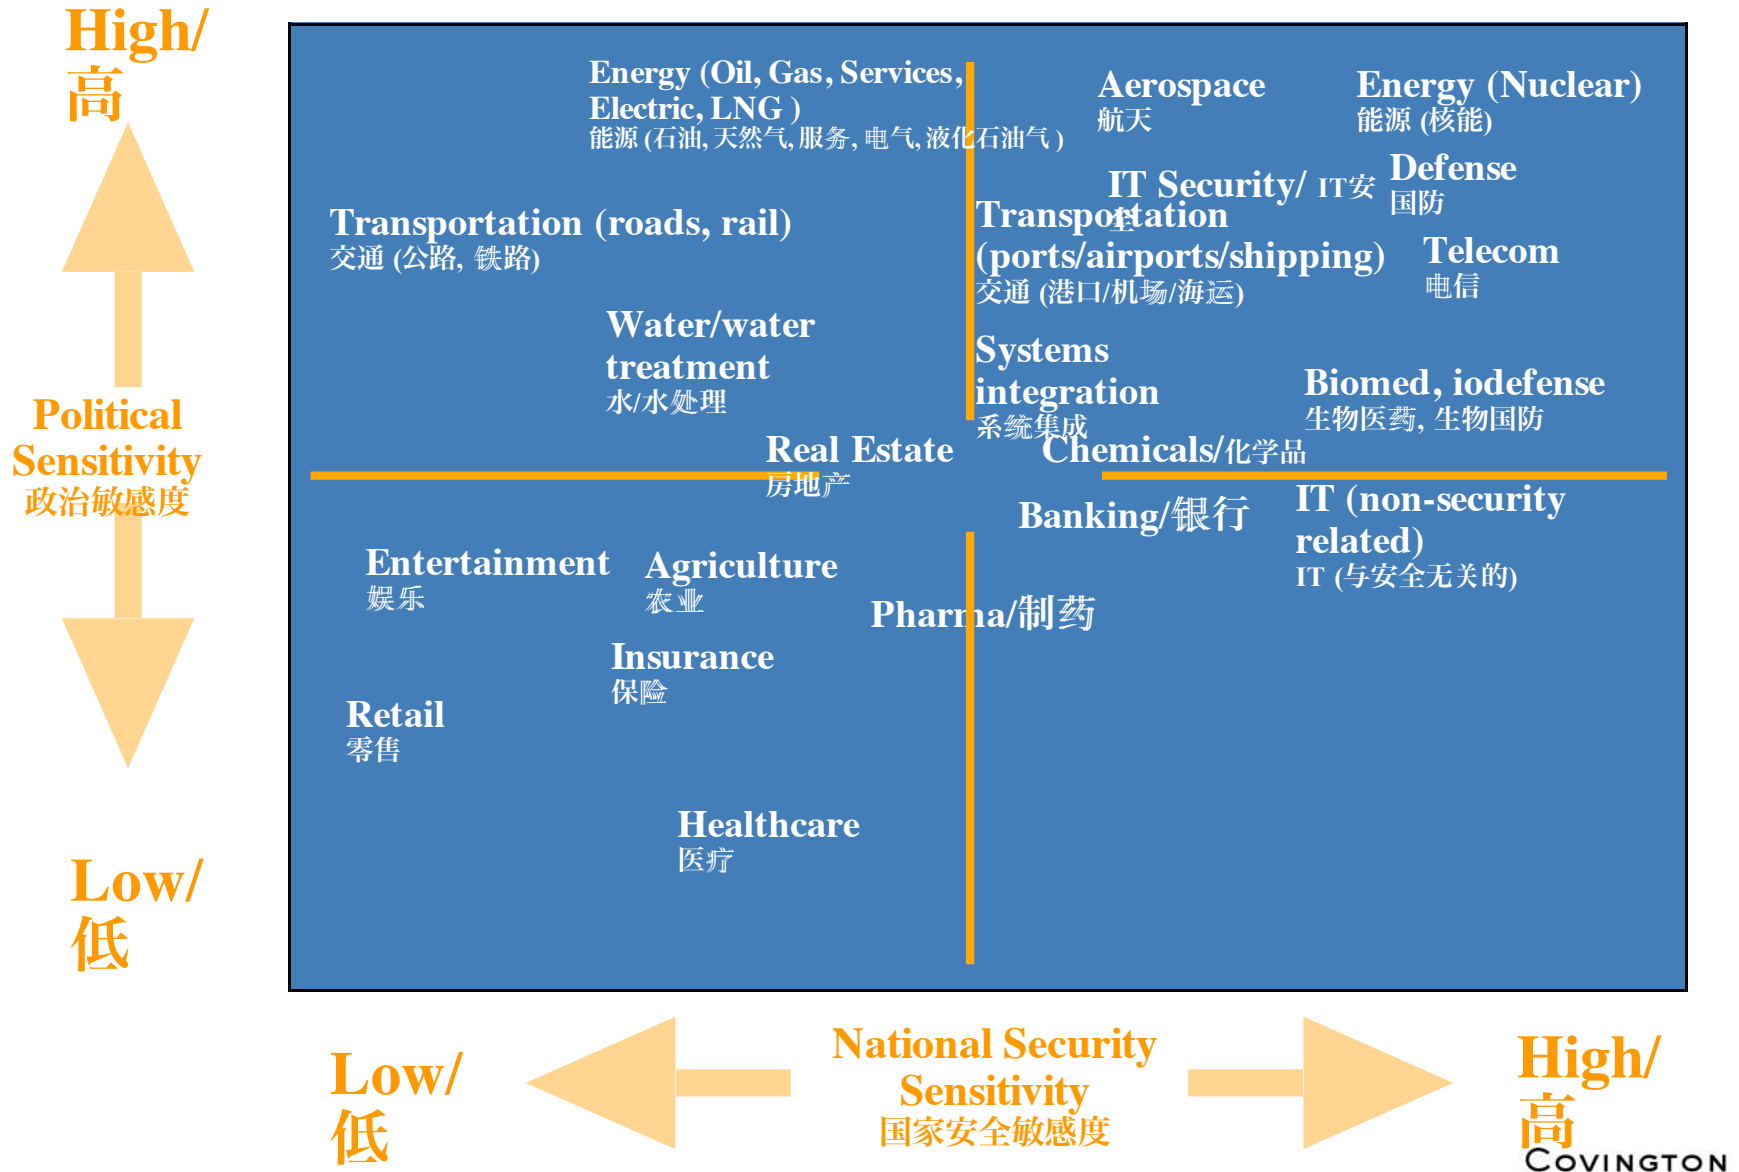 High/
高
Energy (Oil, Gas, Services,
Electric, LNG )
能源 (石油, 天然气, 服务, 电气, 液化石油气 )
Aerospace
航天
Energy (Nuclear)
能源 (核能)
IT Security/ IT安
全
Defense
国防
Transportation (roads, rail)
交通 (公路, 铁路)
Transportation
(ports/airports/shipping)
交通 (港口/机场/海运)
Telecom
电信
Water/water
treatment
水/水处理
Systems
integration
系统集成
Biomed, iodefense
生物医药, 生物国防
Political
Sensitivity
政治敏感度
Real Estate
房地产
Chemicals/化学品
Banking/银行
IT (non-security
related)
IT (与安全无关的)
Entertainment
娱乐
Agriculture
农业
Pharma/制药
Insurance
保险
Retail
零售
Healthcare
医疗
Low/
低
Low/
低
National Security
Sensitivity
国家安全敏感度
High/
高
COVINGTON